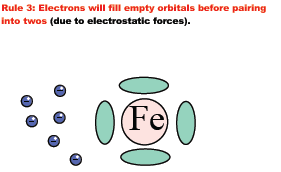 Rule 3: Electrons will fill empty orbitals before pairing
into twos (due to electrostatic forces).
Fe